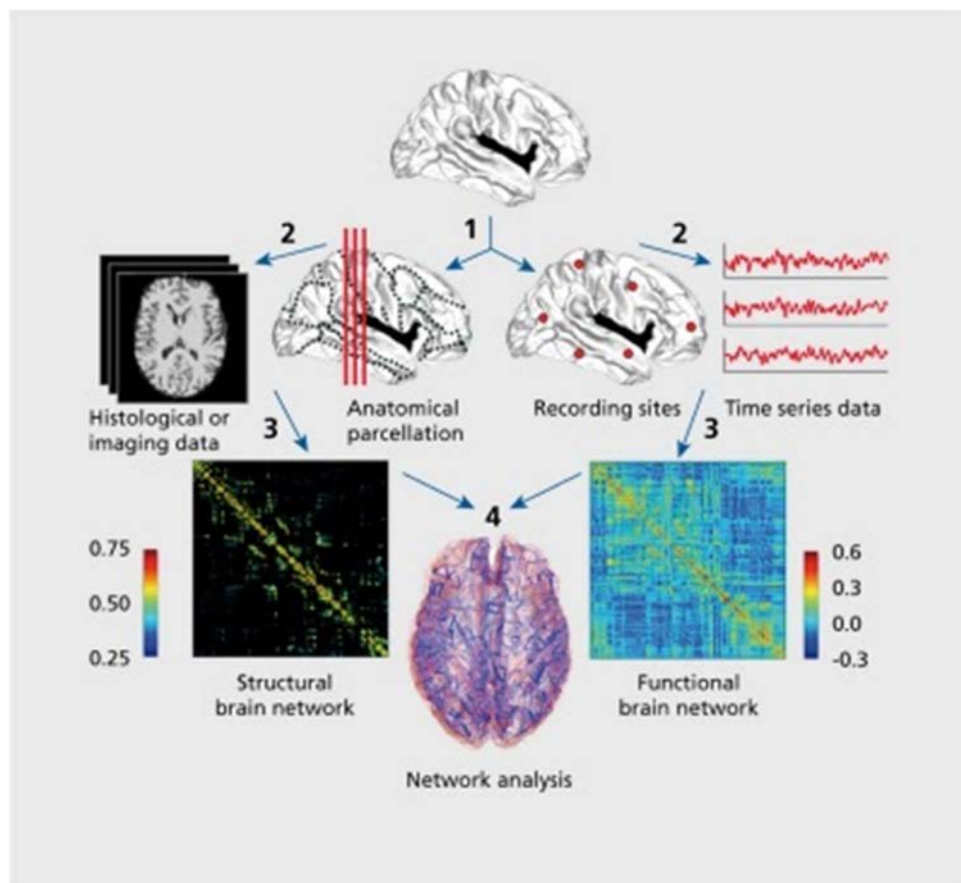 1
2
2
Histological or
imaging data
Anatomical
parcellation
Recording sites
Time series data
3
3
4
0.75
0.50
0.25
0.6
0.3
0.0
-0.3
Structural
brain network
Functional
brain network
Network analysis